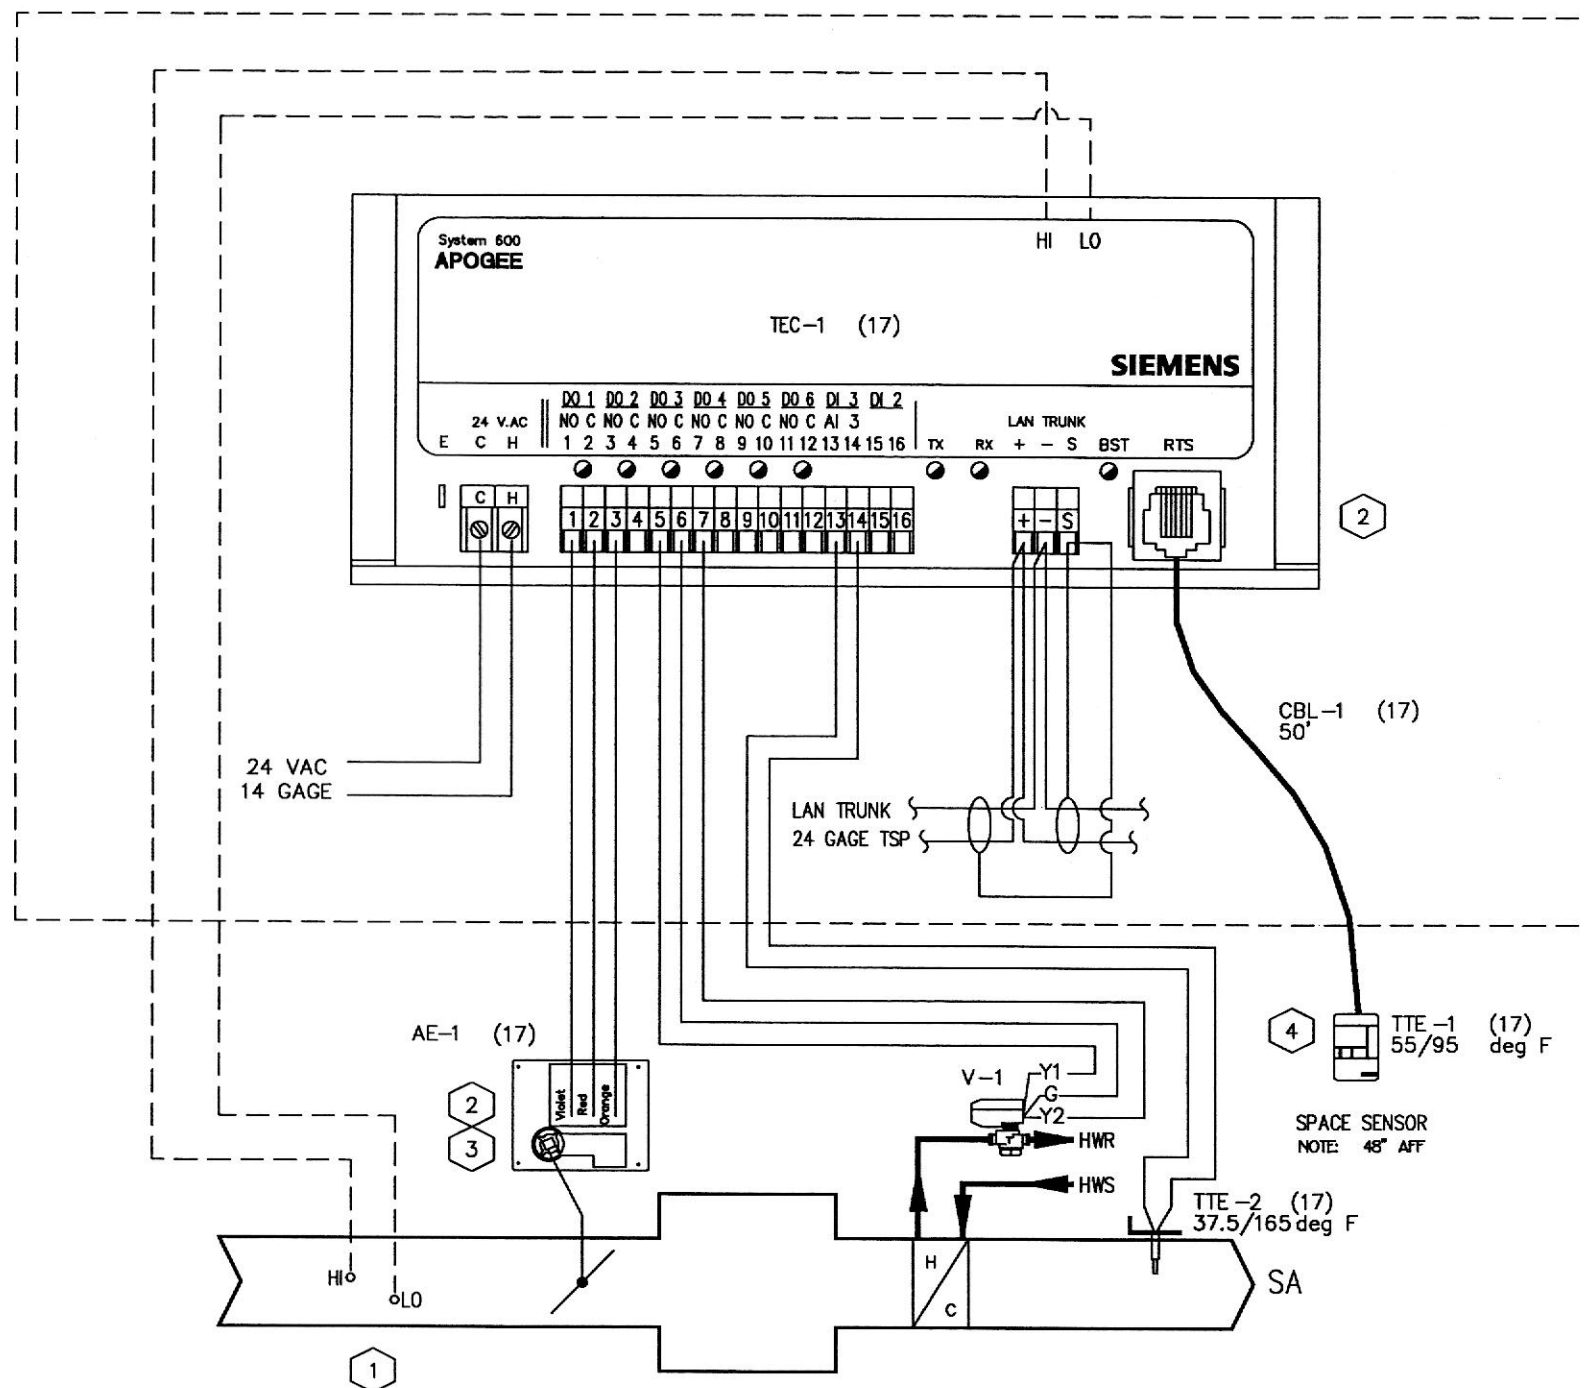 System 600
APOGEE
HI LO
TEC-1 (17)
SIEMENS
DO 1 DO 2 DO 3 DO 4 DO 5 DO 6 DI 3 DI 2
24 V.AC NO C NO C NO C NO C NO C NO C AI 3 LAN TRUNK
E C H 1 2 3 4 5 6 7 8 9 10 11 12 13 14 15 16 TX RX + - S BST RTS
C H
1 2 3 4 5 6 7 8 9 10 11 12 13 14 15 16 + - S
2
CBL-1 (17)
50'
24 VAC
14 GAGE
LAN TRUNK
24 GAGE TSP
AE-1 (17)
4
TTE-1 (17)
55/95 deg F
Violet
Red
Orange
2
3
V-1
Y1
G
Y2
SPACE SENSOR
NOTE: 48" AFF
HWR
HWS
TTE-2 (17)
37.5/165 deg F
HI
LO
H
C
SA
1